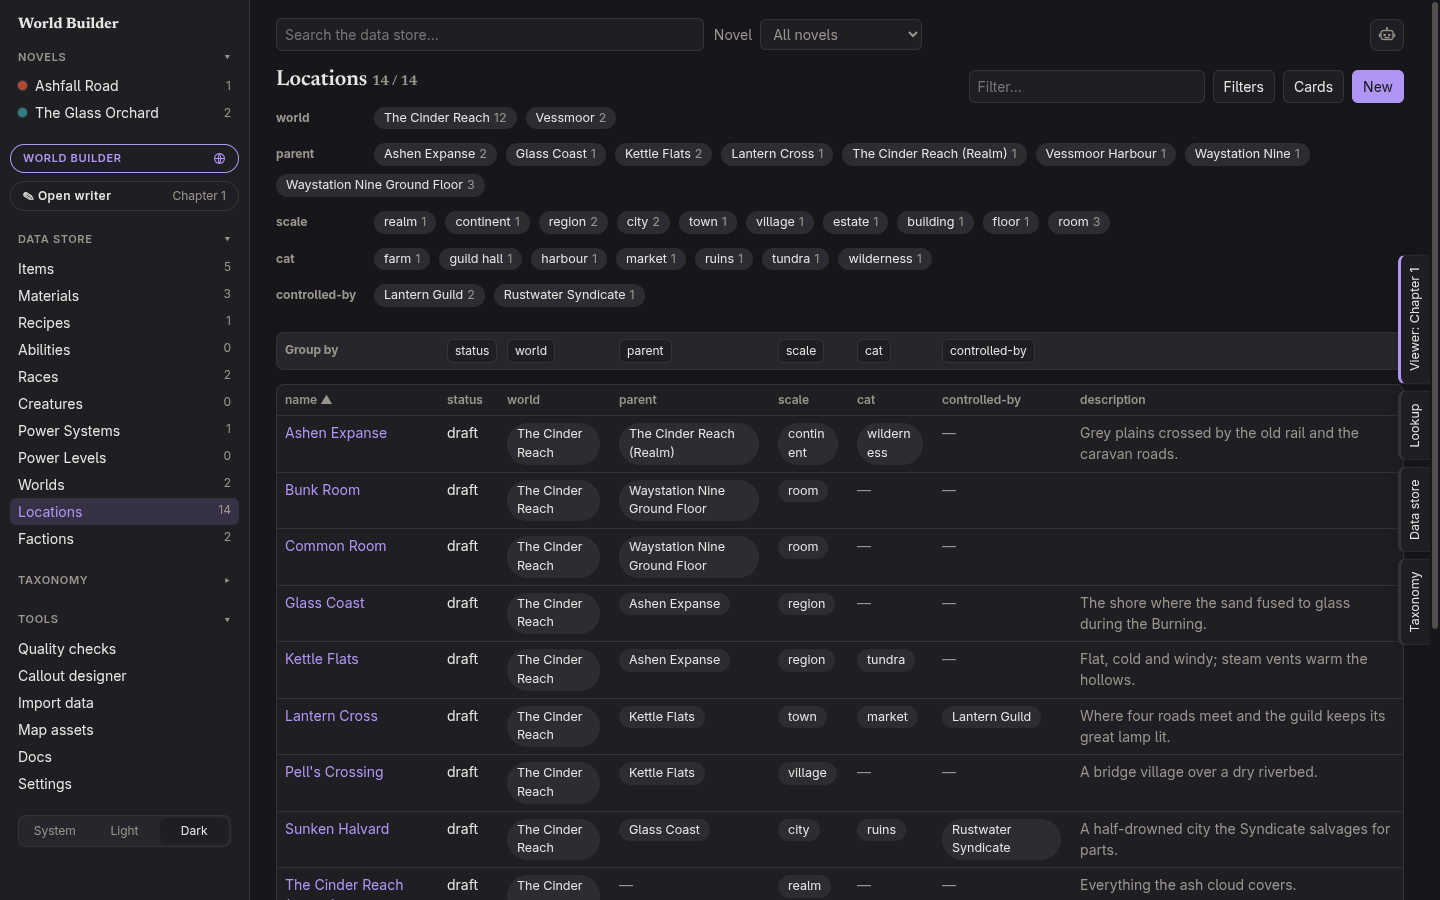 World Builder
NOVELS
Ashfall Road 1
The Glass Orchard 2
WORLD BUILDER
Open writer Chapter 1
DATA STORE
Items 5
Materials 3
Recipes 1
Abilities 0
Races 2
Creatures 0
Power Systems 1
Power Levels 0
Worlds 2
Locations 14
Factions 2
TAXONOMY
TOOLS
Quality checks
Callout designer
Import data
Map assets
Docs
Settings
System Light Dark
Search the data store... Novel All novels
Locations 14 / 14
Filter... Filters Cards New
world The Cinder Reach 12 Vessmoor 2
parent Ashen Expanse 2 Glass Coast 1 Kettle Flats 2 Lantern Cross 1 The Cinder Reach (Realm) 1 Vessmoor Harbour 1 Waystation Nine 1
Waystation Nine Ground Floor 3
scale realm 1 continent 1 region 2 city 2 town 1 village 1 estate 1 building 1 floor 1 room 3
cat farm 1 guild hall 1 harbour 1 market 1 ruins 1 tundra 1 wilderness 1
controlled-by Lantern Guild 2 Rustwater Syndicate 1
Group by status world parent scale cat controlled-by
name ▲ status world parent scale cat controlled-by description
Ashen Expanse draft The Cinder The Cinder Reach contin wildern — Grey plains crossed by the old rail and the
Reach (Realm) ent ess caravan roads.
Bunk Room draft The Cinder Waystation Nine room — —
Reach Ground Floor
Common Room draft The Cinder Waystation Nine room — —
Reach Ground Floor
Glass Coast draft The Cinder Ashen Expanse region — — The shore where the sand fused to glass
Reach during the Burning.
Kettle Flats draft The Cinder Ashen Expanse region tundra — Flat, cold and windy; steam vents warm the
Reach hollows.
Lantern Cross draft The Cinder Kettle Flats town market Lantern Guild Where four roads meet and the guild keeps its
Reach great lamp lit.
Pell's Crossing draft The Cinder Kettle Flats village — — A bridge village over a dry riverbed.
Reach
Sunken Halvard draft The Cinder Glass Coast city ruins Rustwater A half-drowned city the Syndicate salvages for
Reach Syndicate parts.
The Cinder Reach draft The Cinder — realm — — Everything the ash cloud covers.
Viewer: Chapter 1
Lookup
Data store
Taxonomy